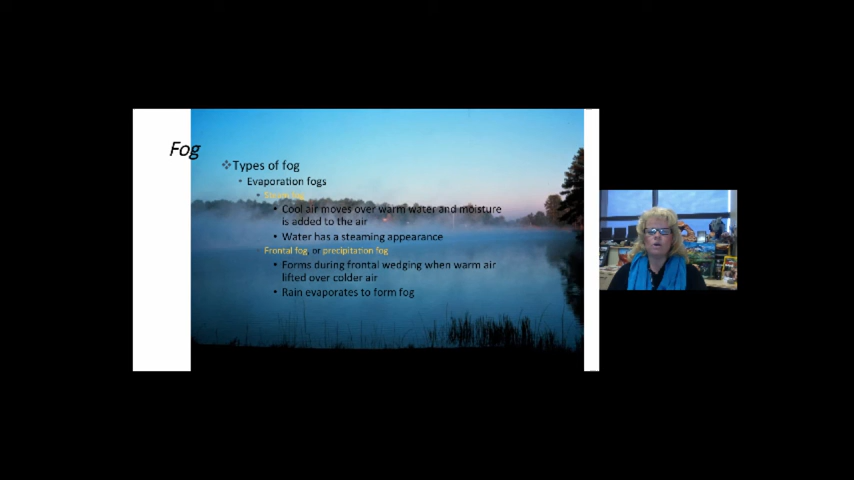 Fog
❖Types of fog
• Evaporation fogs
• Steam fog
• Cool air moves over warm water and moisture
is added to the air
• Water has a steaming appearance
Frontal fog, or precipitation fog
• Forms during frontal wedging when warm air
lifted over colder air
• Rain evaporates to form fog